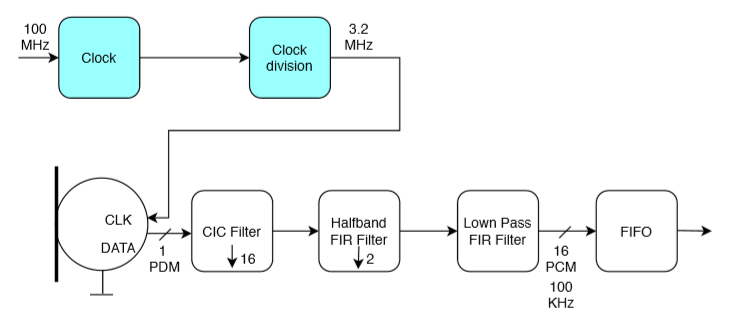 100
MHz
Clock
Clock
division
3.2
MHz
CLK
DATA
1
PDM
CIC Filter
16
Halfband
FIR Filter
2
Lown Pass
FIR Filter
16
PCM
100
KHz
FIFO